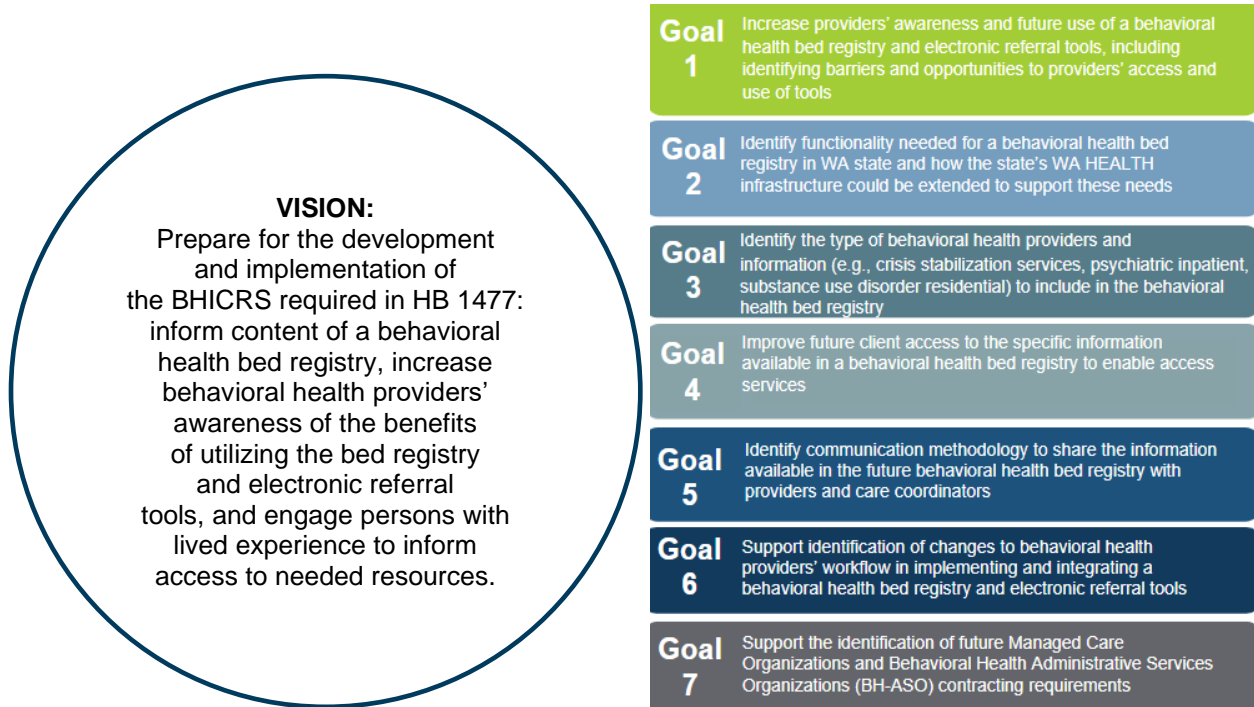 VISION:
Prepare for the development
and implementation of
the BHICRS required in HB 1477:
inform content of a behavioral
health bed registry, increase
behavioral health providers’
awareness of the benefits
of utilizing the bed registry
and electronic referral
tools, and engage persons with
lived experience to inform
access to needed resources.
Goal
1
Increase providers’ awareness and future use of a behavioral
health bed registry and electronic referral tools, including
identifying barriers and opportunities to providers’ access and
use of tools
Goal
2
Identify functionality needed for a behavioral health bed
registry in WA state and how the state’s WA HEALTH
infrastructure could be extended to support these needs
Goal
3
Identify the type of behavioral health providers and
information (e.g., crisis stabilization services, psychiatric inpatient,
substance use disorder residential) to include in the behavioral
health bed registry
Goal
4
Improve future client access to the specific information
available in a behavioral health bed registry to enable access
services
Goal
5
Identify communication methodology to share the information
available in the future behavioral health bed registry with
providers and care coordinators
Goal
6
Support identification of changes to behavioral health
providers’ workflow in implementing and integrating a
behavioral health bed registry and electronic referral tools
Goal
7
Support the identification of future Managed Care
Organizations and Behavioral Health Administrative Services
Organizations (BH-ASO) contracting requirements